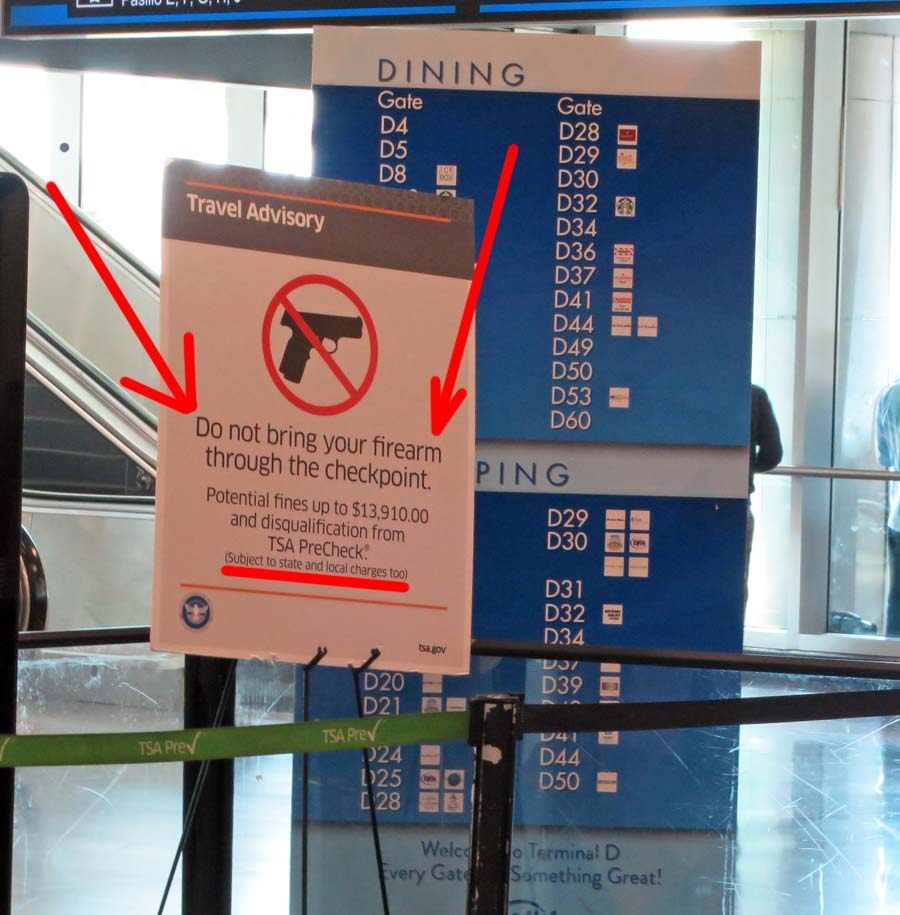 Pasillo E, F, G, H, J
DINING
Gate
D4
D5
D8
Gate
D28
D29
D30
D32
D34
D36
D37
D41
D44
D49
D50
D53
D60
Travel Advisory
Do not bring your firearm
through the checkpoint.
Potential fines up to $13,910.00
and disqualification from
TSA PreCheck.®
(Subject to state and local charges too)
tsa.gov
PING
D29
D30
D31
D32
D34
D37
D39
D41
D44
D50
D20
D21
D24
D25
D28
TSA Pre✓
TSA Pre✓
Welco o Terminal D
Every Gate Something Great!